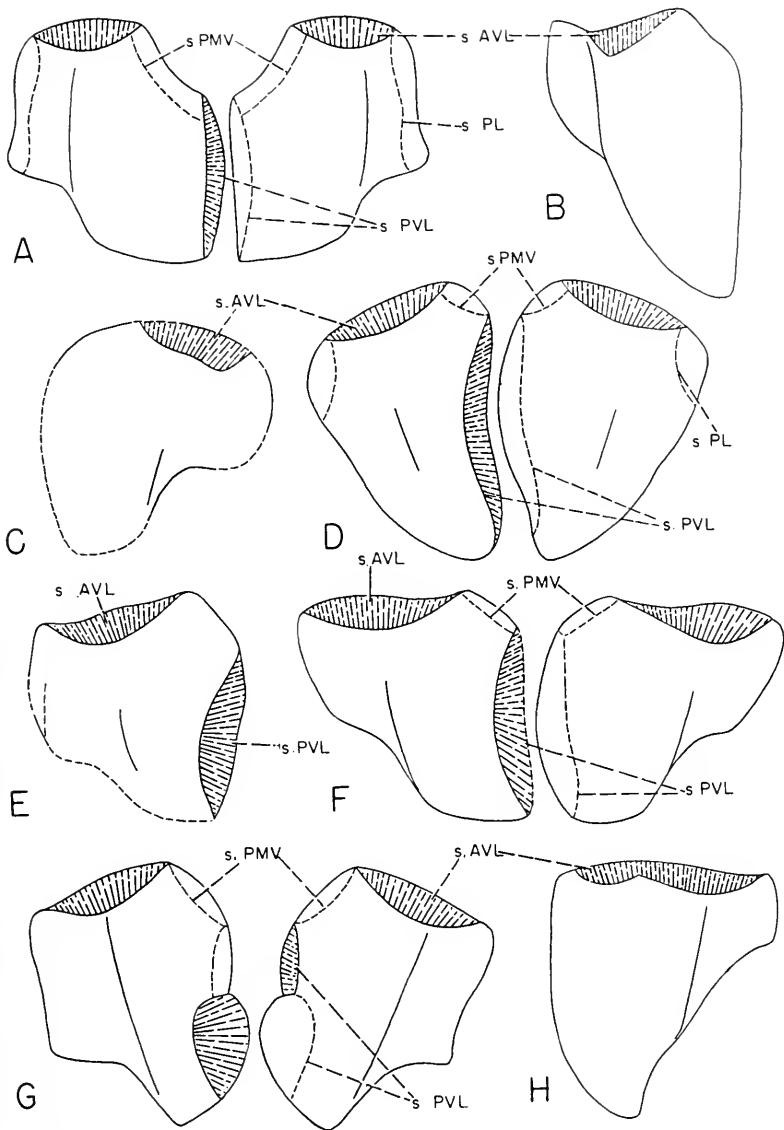 s PMV
s AVL
s PL
s PVL
A
B
s PMV
s. AVL
s PL
s. PVL
C
D
s. AVL
s. PVL
E
s. AVL
s. PMV
s. PVL
F
s. PMV
s. AVL
s PVL
G
H